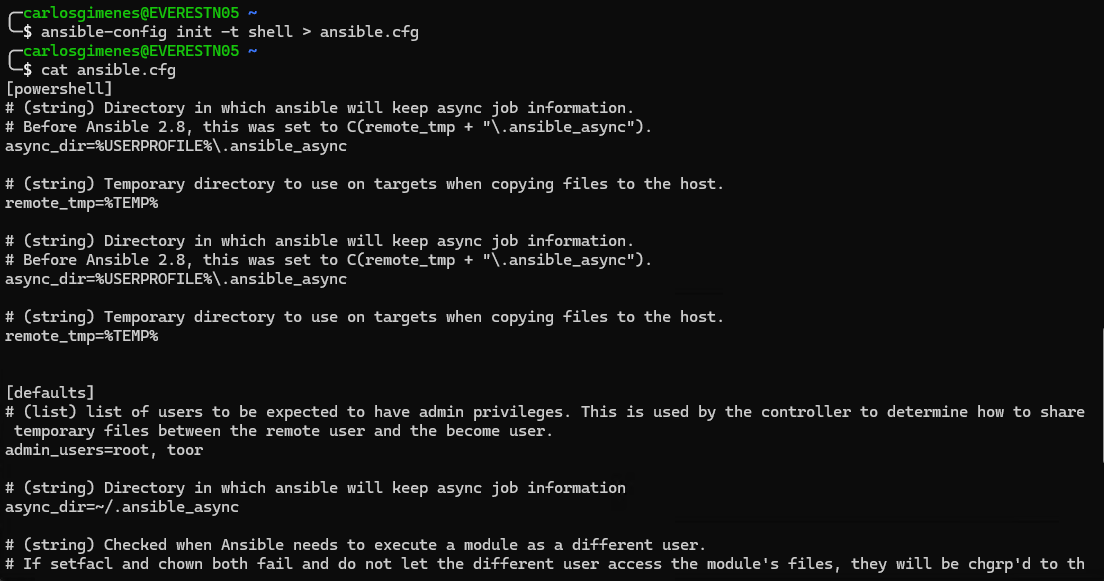 carlosgimenes@EVERESTN05 ~
$ ansible-config init -t shell > ansible.cfg
carlosgimenes@EVERESTN05 ~
$ cat ansible.cfg
[powershell]
# (string) Directory in which ansible will keep async job information.
# Before Ansible 2.8, this was set to C(remote_tmp + "\.ansible_async").
async_dir=%USERPROFILE%\.ansible_async

# (string) Temporary directory to use on targets when copying files to the host.
remote_tmp=%TEMP%

# (string) Directory in which ansible will keep async job information.
# Before Ansible 2.8, this was set to C(remote_tmp + "\.ansible_async").
async_dir=%USERPROFILE%\.ansible_async

# (string) Temporary directory to use on targets when copying files to the host.
remote_tmp=%TEMP%


[defaults]
# (list) list of users to be expected to have admin privileges. This is used by the controller to determine how to share
 temporary files between the remote user and the become user.
admin_users=root, toor

# (string) Directory in which ansible will keep async job information
async_dir=~/.ansible_async

# (string) Checked when Ansible needs to execute a module as a different user.
# If setfacl and chown both fail and do not let the different user access the module's files, they will be chgrp'd to th